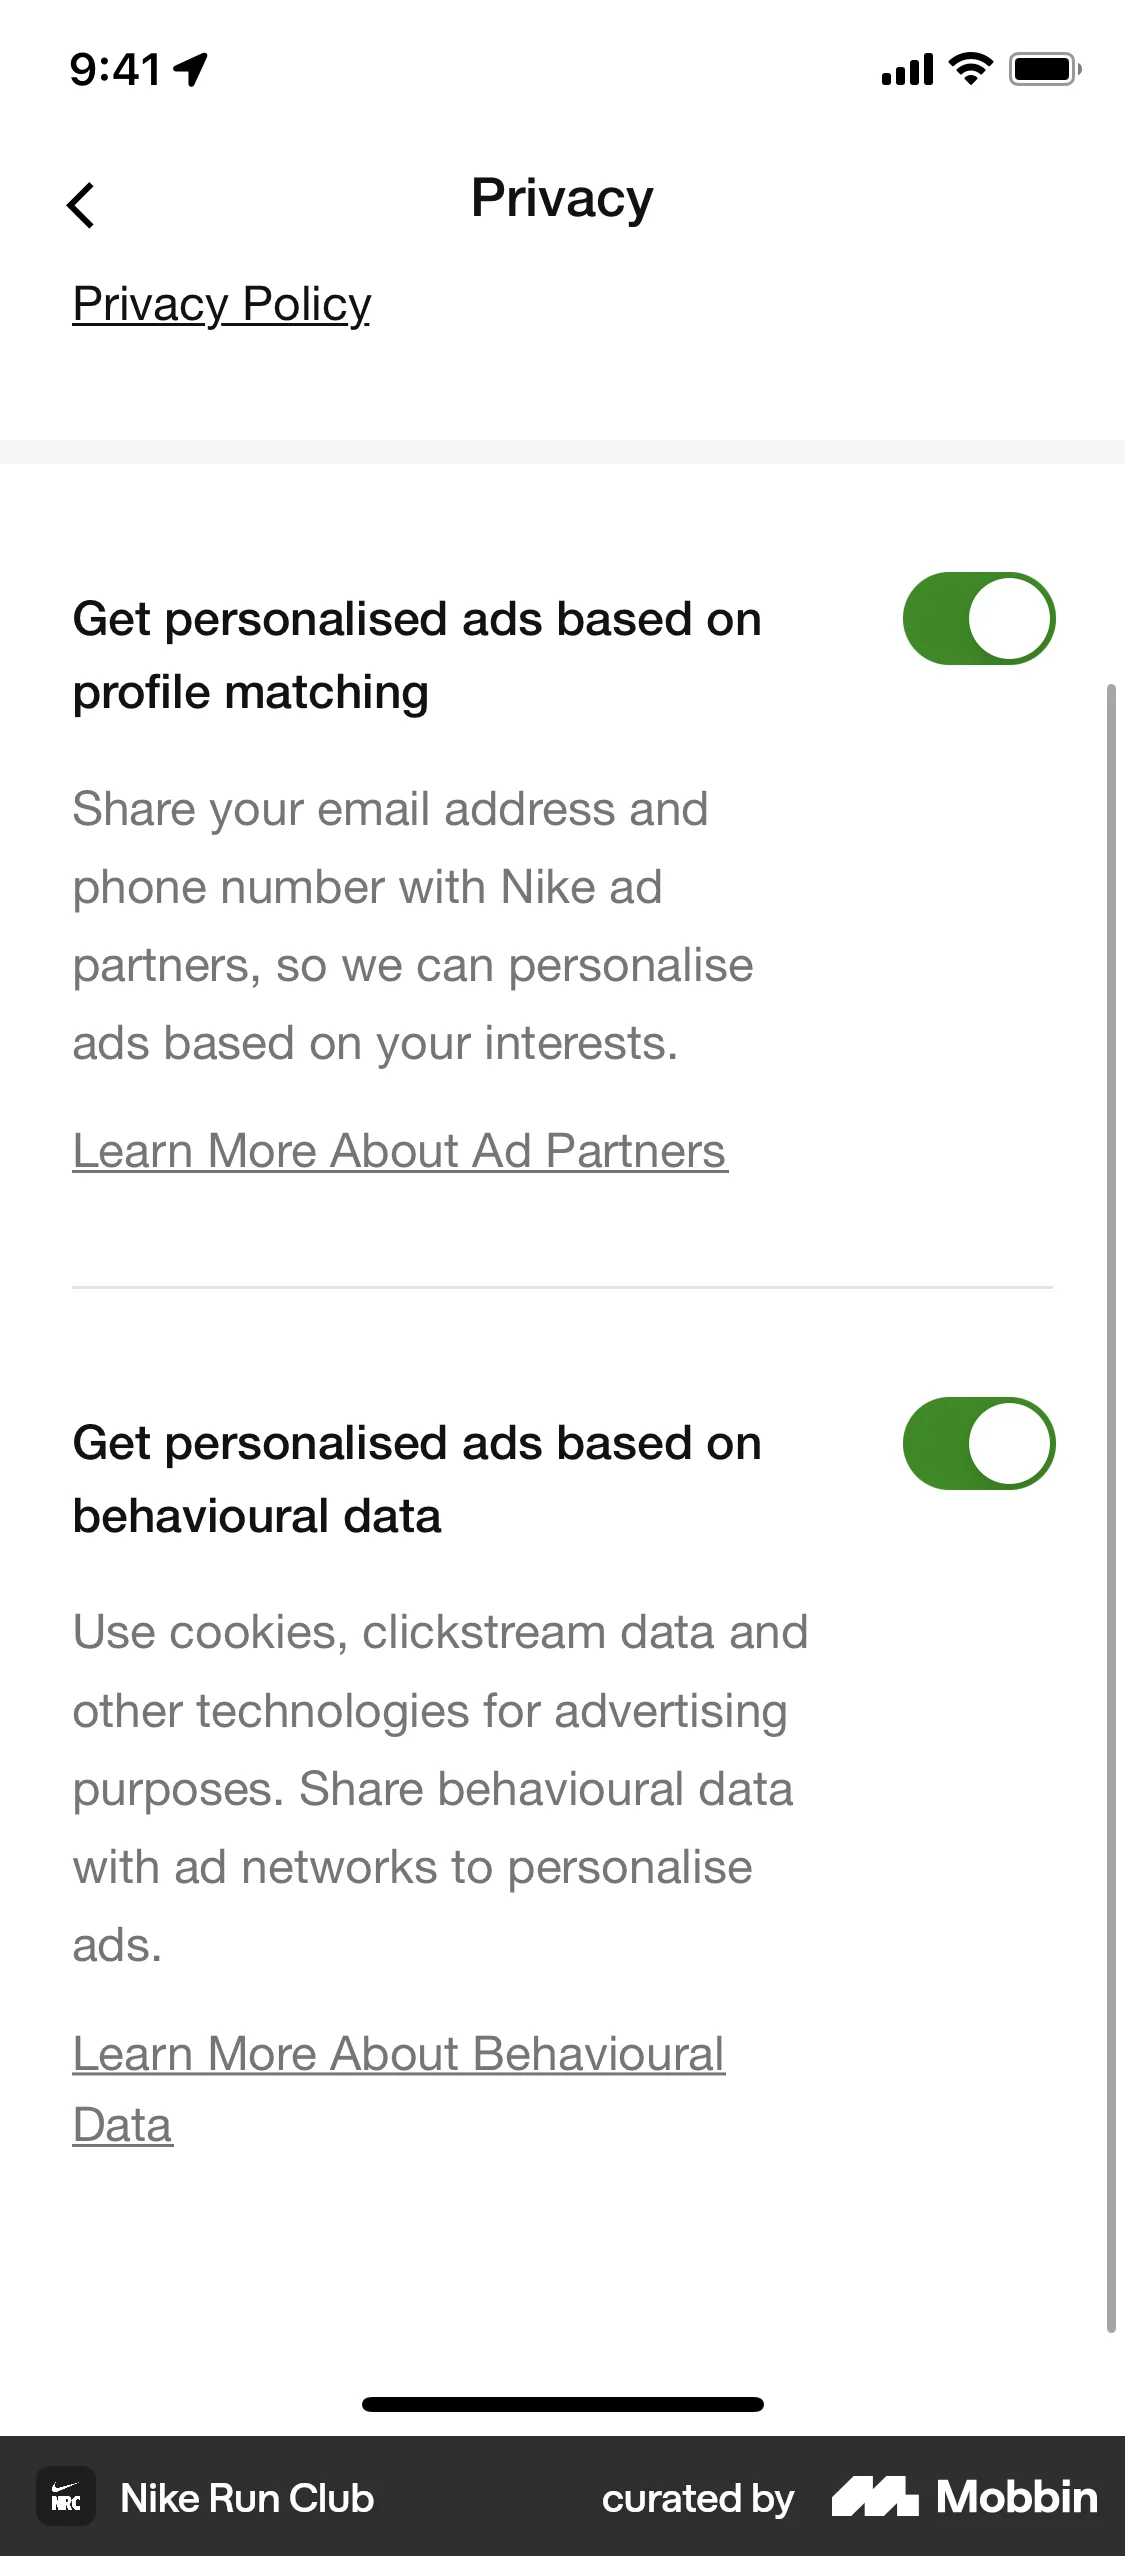 9:41
Privacy
Privacy Policy
Get personalised ads based on
profile matching
Share your email address and
phone number with Nike ad
partners, so we can personalise
ads based on your interests.
Learn More About Ad Partners
Get personalised ads based on
behavioural data
Use cookies, clickstream data and
other technologies for advertising
purposes. Share behavioural data
with ad networks to personalise
ads.
Learn More About Behavioural
Data
NRC
Nike Run Club
curated by
Mobbin